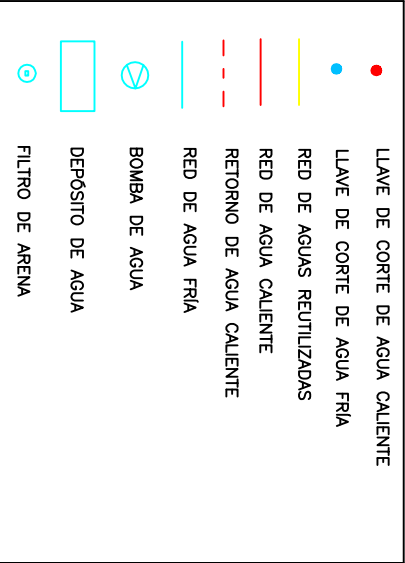 LLAVE DE CORTE DE AGUA CALIENTE
LLAVE DE CORTE DE AGUA FRÍA
RED DE AGUAS REUTILIZADAS
RED DE AGUA CALIENTE
RETORNO DE AGUA CALIENTE
RED DE AGUA FRÍA
BOMBA DE AGUA
DEPÓSITO DE AGUA
FILTRO DE ARENA